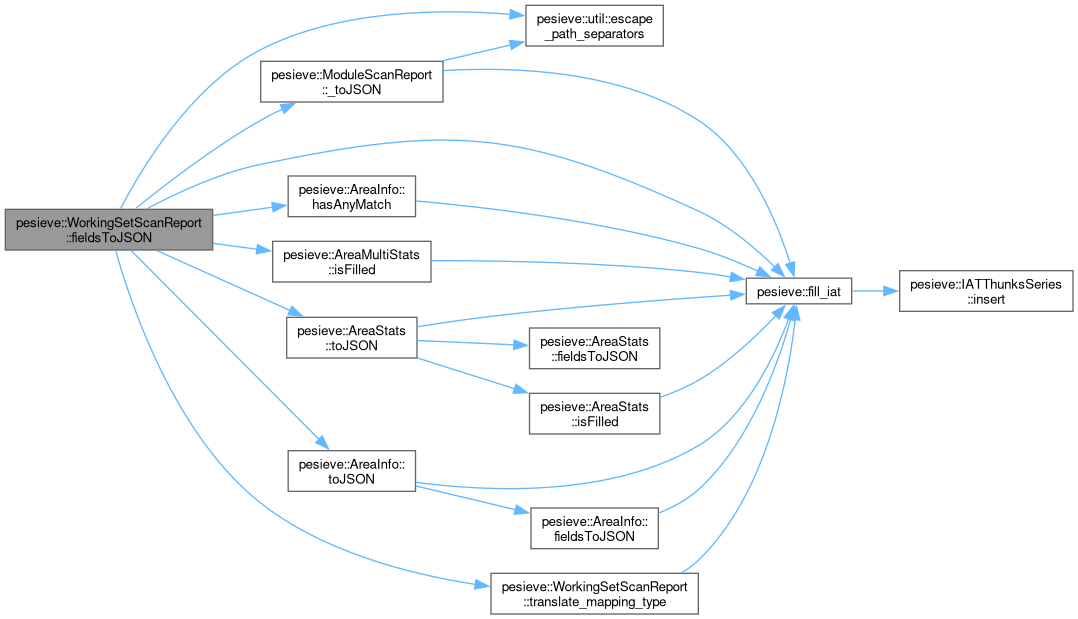 pesieve::util::escape
_path_separators
pesieve::ModuleScanReport
::_toJSON
pesieve::AreaInfo::
hasAnyMatch
pesieve::WorkingSetScanReport
::fieldsToJSON
pesieve::AreaMultiStats
::isFilled
pesieve::fill_iat
pesieve::IATThunksSeries
::insert
pesieve::AreaStats
::toJSON
pesieve::AreaStats
::fieldsToJSON
pesieve::AreaStats
::isFilled
pesieve::AreaInfo::
toJSON
pesieve::AreaInfo::
fieldsToJSON
pesieve::WorkingSetScanReport
::translate_mapping_type